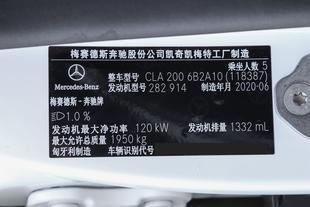 梅赛德斯奔驰股份公司凯奇凯梅特工厂制造
乘坐人数 5
整车型号 CLA 200 6B2A10 (118387)
发动机型号 282 914 制造年月 2020-06
Mercedes-Benz
梅赛德斯-奔驰牌
1.0 %
发动机最大净功率 120 kW 发动机排量 1332 mL
最大允许总质量 1950 kg
匈牙利制造 车辆识别代号